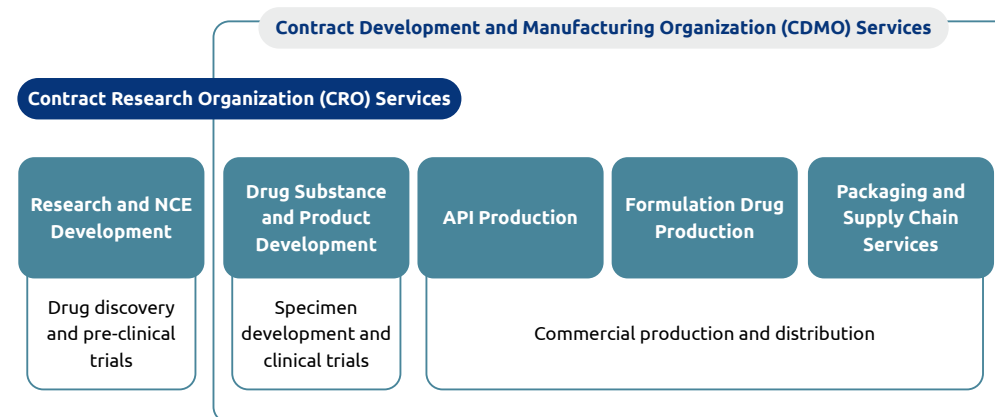 Contract Development and Manufacturing Organization (CDMO) Services
Contract Research Organization (CRO) Services
Research and NCE
Development
Drug Substance
and Product
Development
API Production
Formulation Drug
Production
Packaging and
Supply Chain
Services
Drug discovery
and pre-clinical
trials
Specimen
development and
clinical trials
Commercial production and distribution